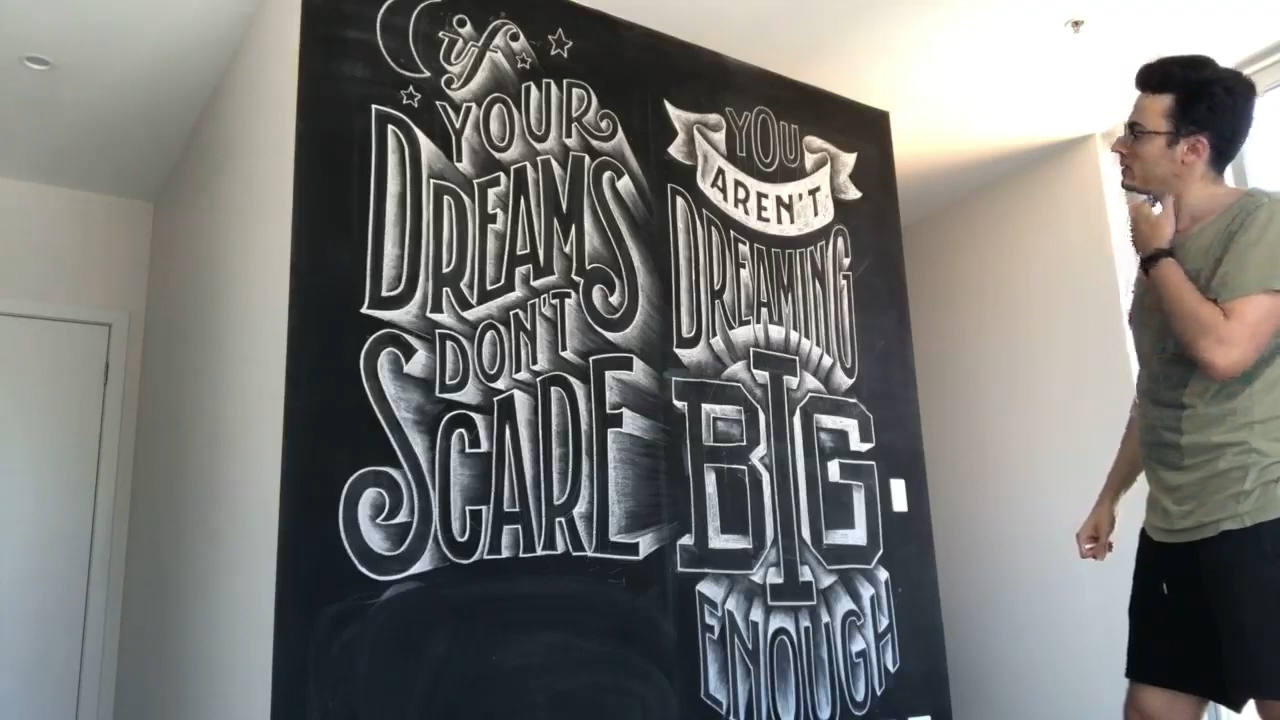 if
YOUR
DREAMS
DON'T
SCARE
YOU
AREN'T
DREAMING
BIG
ENOUGH